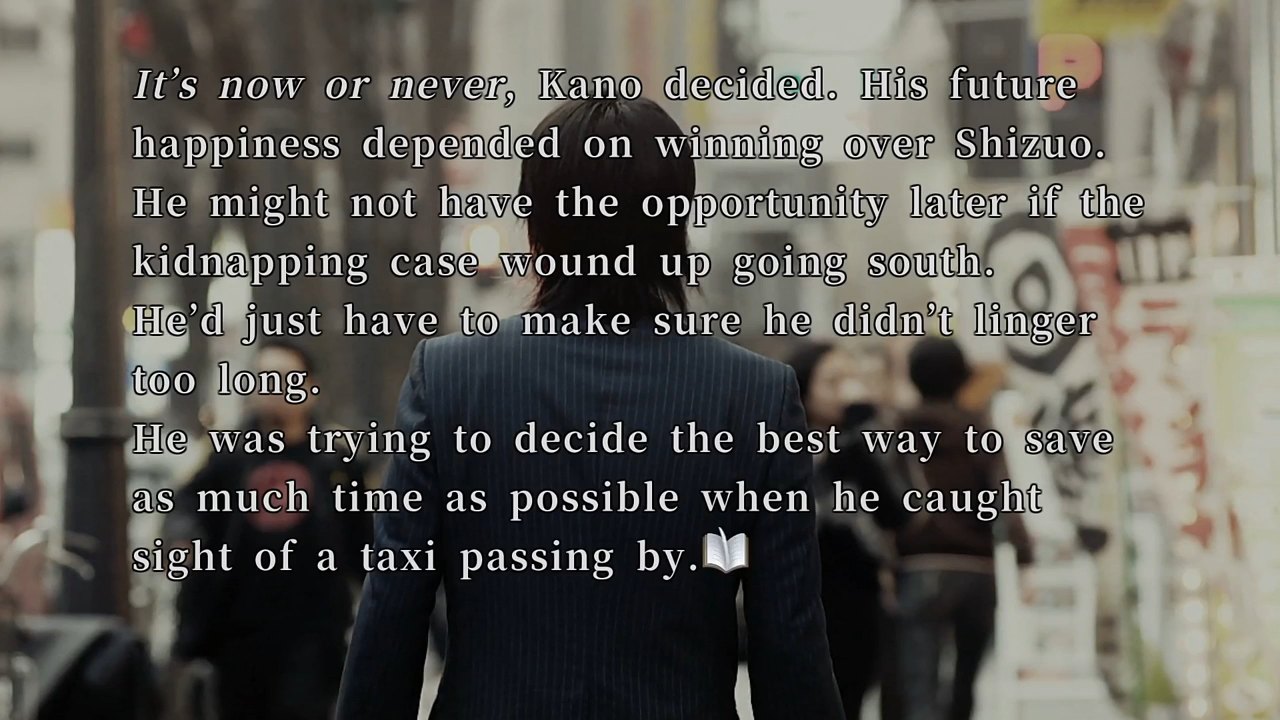 It’s now or never, Kano decided. His future
happiness depended on winning over Shizuo.
He might not have the opportunity later if the
kidnapping case wound up going south.
He’d just have to make sure he didn’t linger
too long.
He was trying to decide the best way to save
as much time as possible when he caught
sight of a taxi passing by.